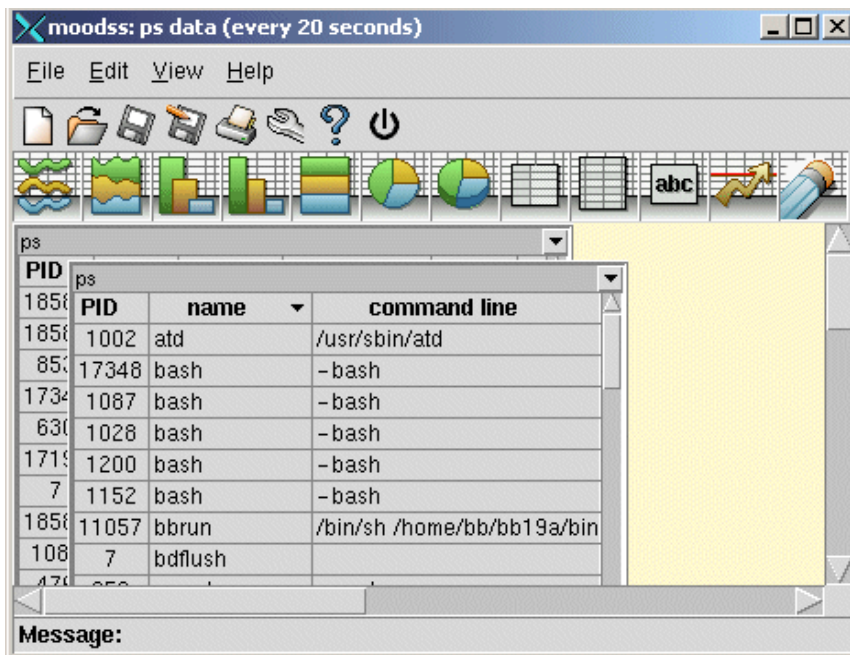 moodss: ps data (every 20 seconds)
File Edit View Help
abc
ps
PID
ps
PID name command line
1002 atd /usr/sbin/atd
17348 bash -bash
1087 bash -bash
1028 bash -bash
1200 bash -bash
1152 bash -bash
11057 bbrun /bin/sh /home/bb/bb19a/bin
7 bdflush
7
Message: